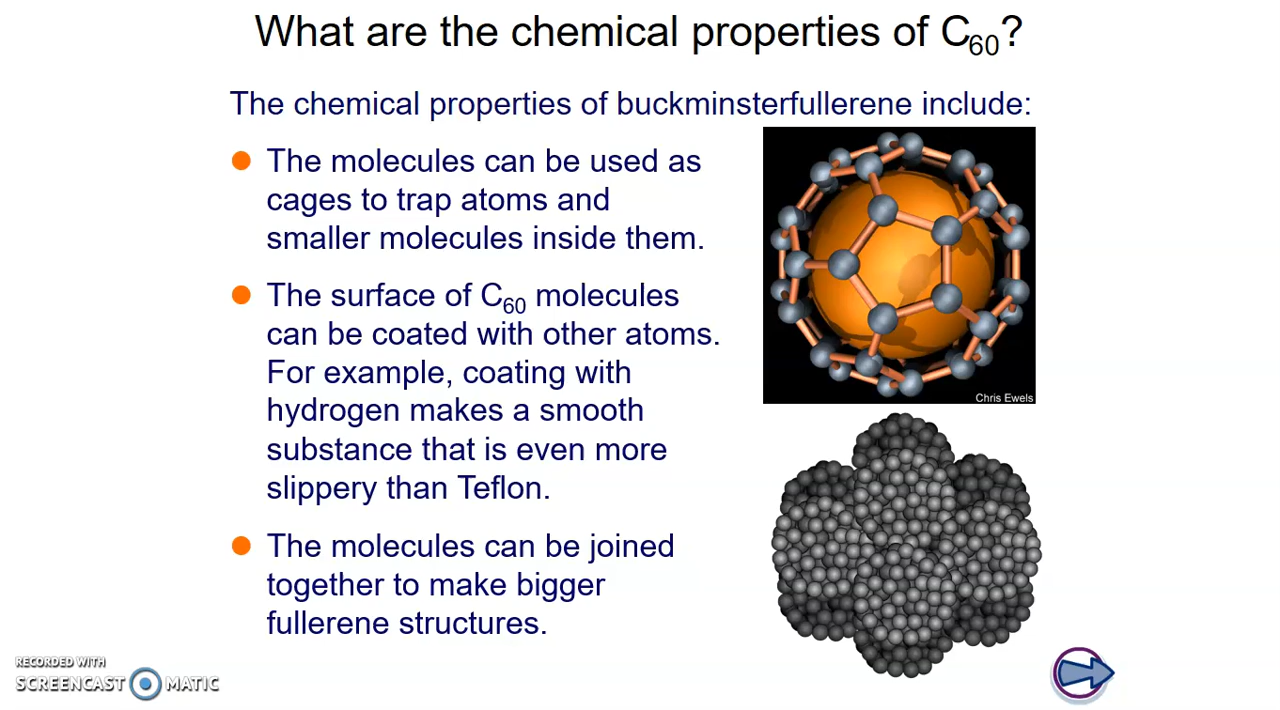 What are the chemical properties of C₆₀?
The chemical properties of buckminsterfullerene include:
The molecules can be used as
cages to trap atoms and
smaller molecules inside them.
The surface of C₆₀ molecules
can be coated with other atoms.
For example, coating with
hydrogen makes a smooth
substance that is even more
slippery than Teflon.
The molecules can be joined
together to make bigger
fullerene structures.
Chris Ewels
RECORDED WITH
SCREENCAST MATIC